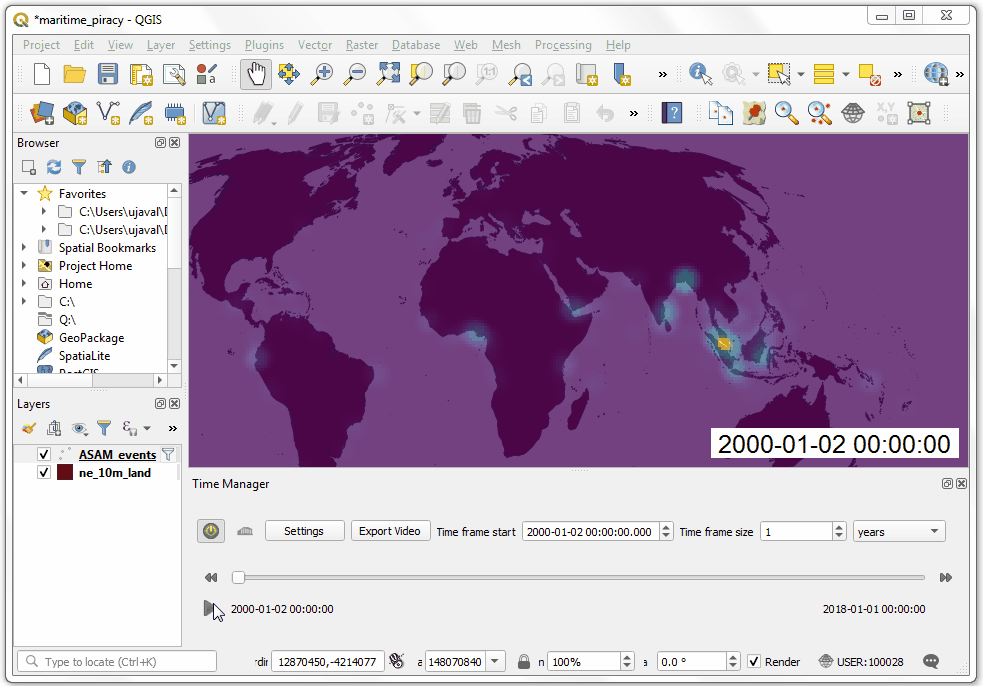 *maritime_piracy - QGIS
Project Edit View Layer Settings Plugins Vector Raster Database Web Mesh Processing Help
Browser
Favorites
C:\Users\ujaval\
C:\Users\ujaval\
Spatial Bookmarks
Project Home
Home
C:\
Q:\
GeoPackage
SpatiaLite
PostGIS
Layers
ASAM_events
ne_10m_land
2000-01-02 00:00:00
Time Manager
Settings Export Video Time frame start 2000-01-02 00:00:00.000 Time frame size 1 years
2000-01-02 00:00:00 2018-01-01 00:00:00
Type to locate (Ctrl+K) rdir 12870450,-4214077 148070840 100% 0.0 ° Render USER:100028